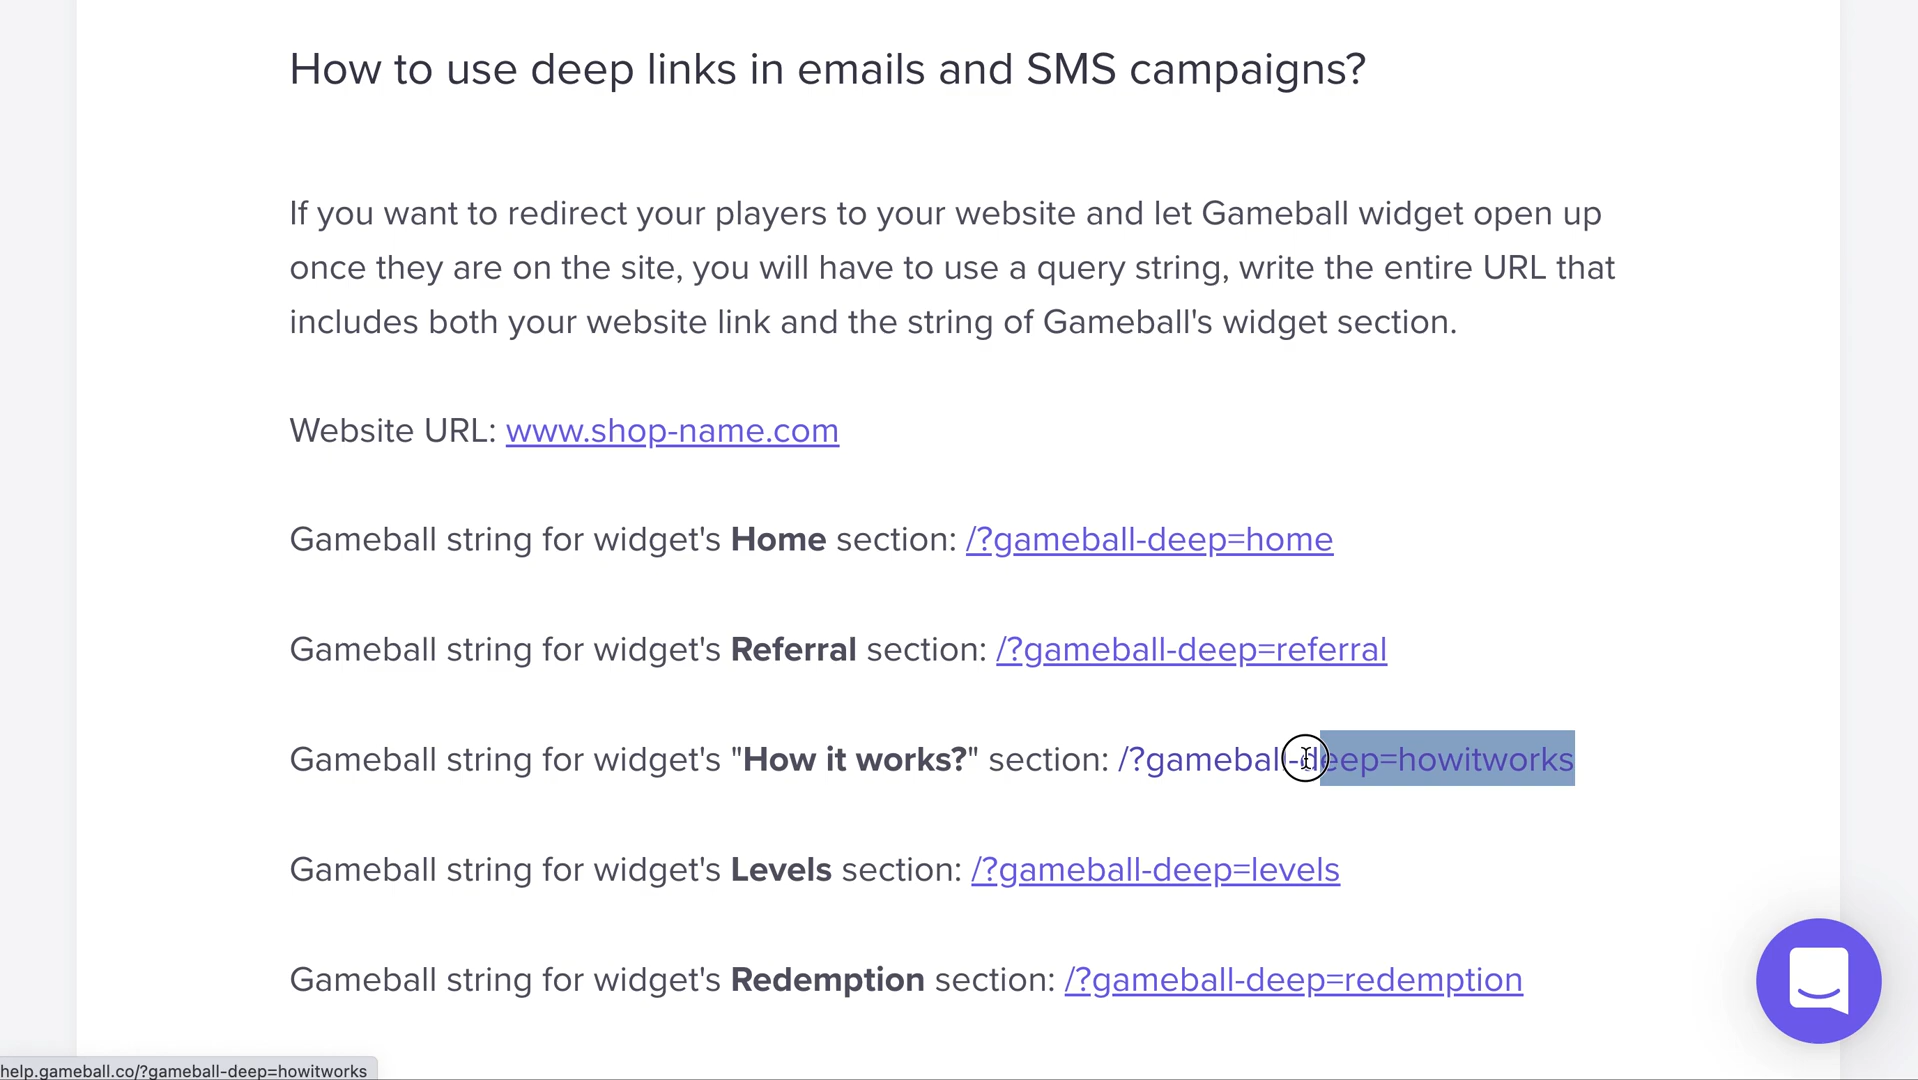 How to use deep links in emails and SMS campaigns?
If you want to redirect your players to your website and let Gameball widget open up
once they are on the site, you will have to use a query string, write the entire URL that
includes both your website link and the string of Gameball's widget section.
Website URL: www.shop-name.com
Gameball string for widget's Home section: /?gameball-deep=home
Gameball string for widget's Referral section: /?gameball-deep=referral
Gameball string for widget's "How it works?" section: /?gameball-deep=howitworks
Gameball string for widget's Levels section: /?gameball-deep=levels
Gameball string for widget's Redemption section: /?gameball-deep=redemption
help.gameball.co/?gameball-deep=howitworks